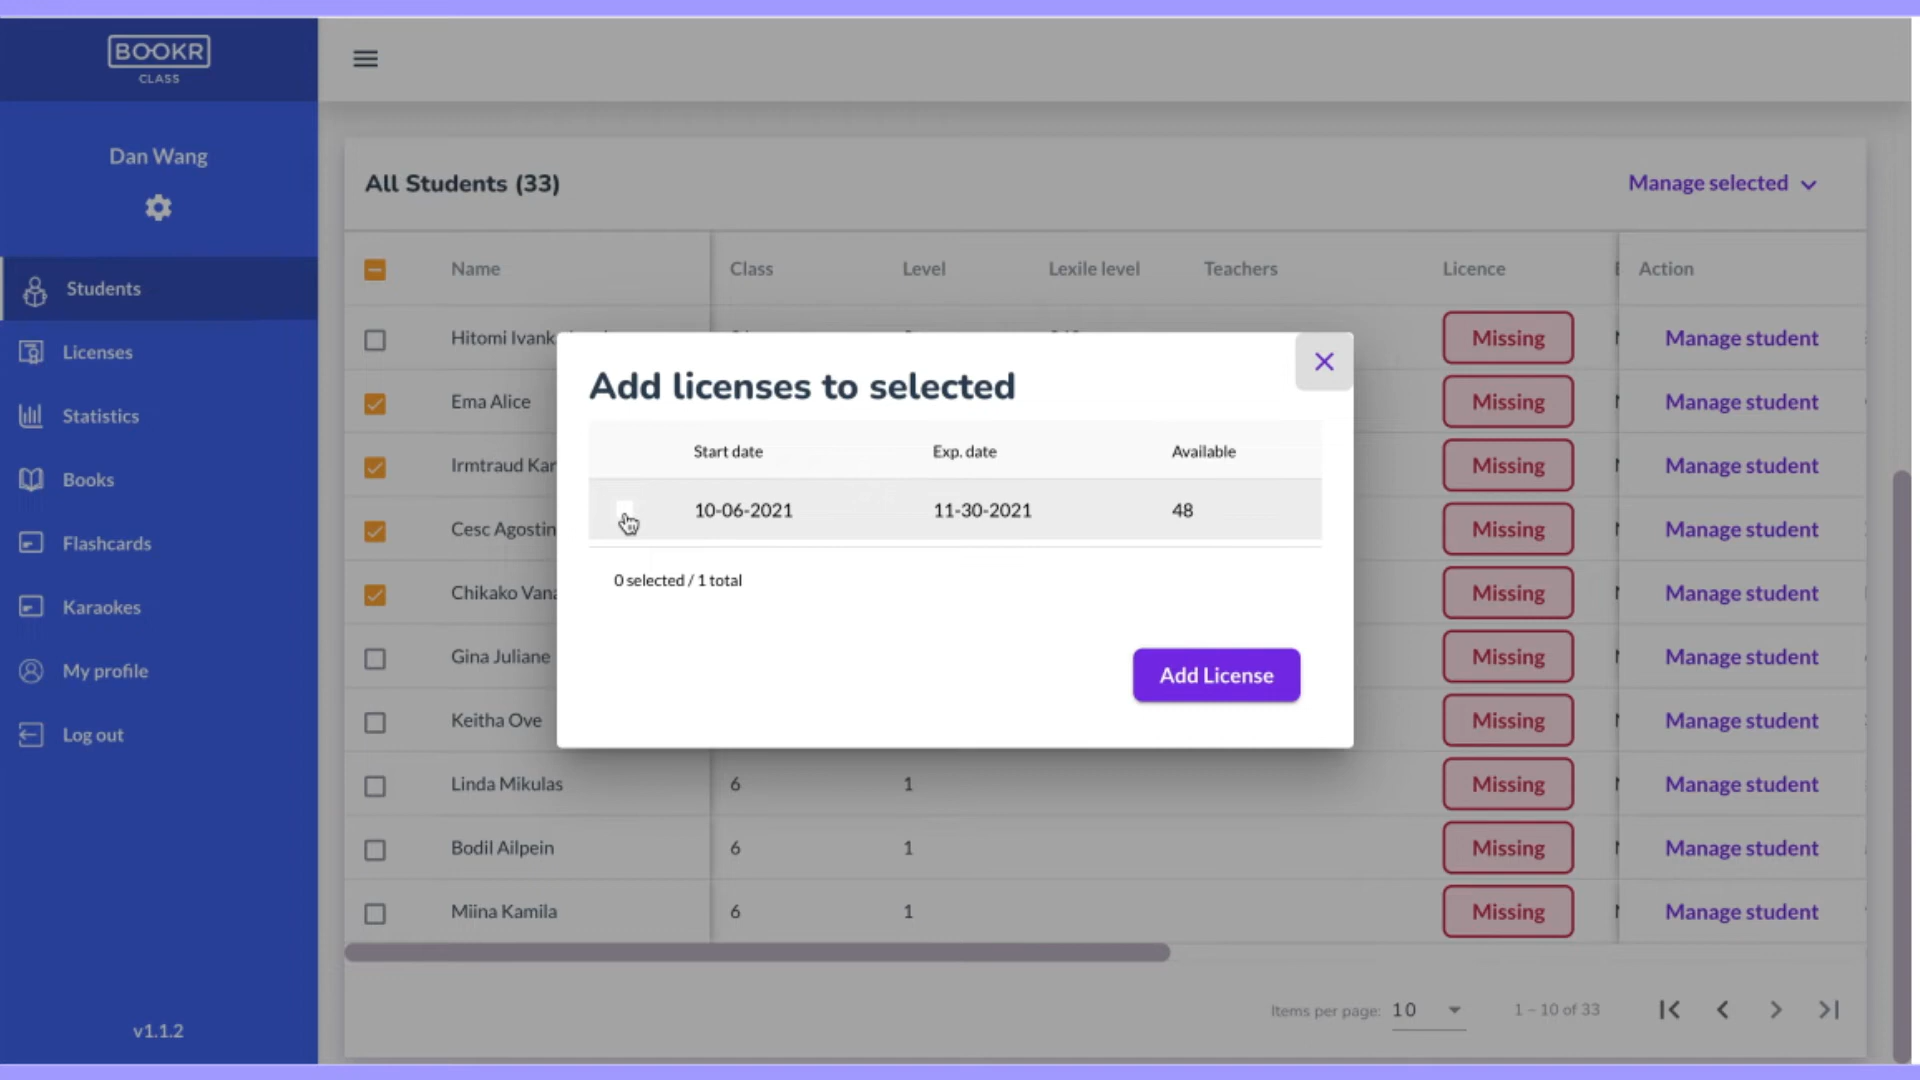 BOOKR
CLASS
Dan Wang
Students
Licenses
Statistics
Books
Flashcards
Karaokes
My profile
Log out
v1.1.2
All Students (33)
Manage selected
Name Class Level Lexile level Teachers Licence Action
Hitomi Missing Manage student
Ema Alice Missing Manage student
Irmtraud Missing Manage student
Cesc Missing Manage student
Chikako Missing Manage student
Gina Juliane Missing Manage student
Keitha Ove Missing Manage student
Linda Mikulas 6 1 Missing Manage student
Bodil Ailpein 6 1 Missing Manage student
Miina Kamila 6 1 Missing Manage student
Items per page: 10 1 – 10 of 33
Add licenses to selected
Start date Exp. date Available
10-06-2021 11-30-2021 48
0 selected / 1 total
Add License